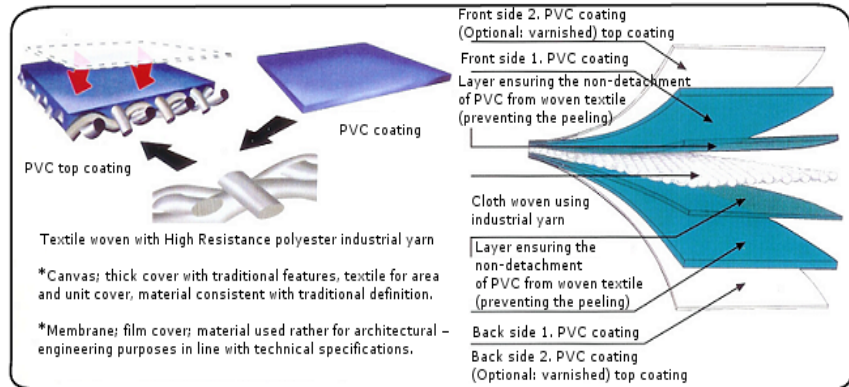 PVC top coating
PVC coating
Textile woven with High Resistance polyester industrial yarn
*Canvas; thick cover with traditional features, textile for area
and unit cover, material consistent with traditional definition.
*Membrane; film cover; material used rather for architectural –
engineering purposes in line with technical specifications.
Front side 2. PVC coating
(Optional: varnished) top coating
Front side 1. PVC coating
Layer ensuring the non-detachment
of PVC from woven textile
(preventing the peeling)
Cloth woven using
industrial yarn
Layer ensuring the
non-detachment
of PVC from woven textile
(preventing the peeling)
Back side 1. PVC coating
Back side 2. PVC coating
(Optional: varnished) top coating